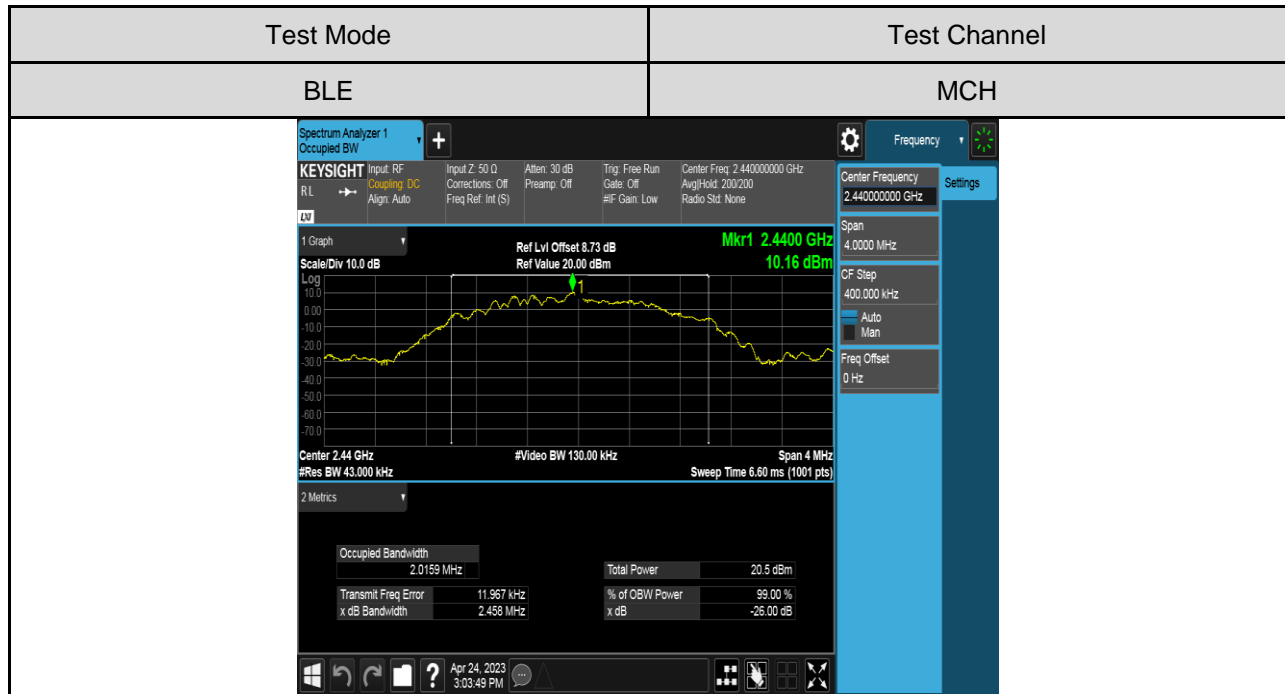 Test Mode
Test Channel
BLE
MCH
Spectrum Analyzer 1
Occupied BW
+
Frequency
KEYSIGHT
RL
LXI
Input: RF
Coupling: DC
Align: Auto
Input Z: 50 Ω
Corrections: Off
Freq Ref: Int (S)
Atten: 30 dB
Preamp: Off
Trig: Free Run
Gate: Off
#IF Gain: Low
Center Freq: 2.440000000 GHz
Avg|Hold: 200/200
Radio Std: None
Center Frequency
2.440000000 GHz
Settings
Span
4.0000 MHz
CF Step
400.000 kHz
Auto
Man
Freq Offset
0 Hz
1 Graph
Scale/Div 10.0 dB
Ref Lvl Offset 8.73 dB
Ref Value 20.00 dBm
Mkr1 2.4400 GHz
10.16 dBm
Log
1
10.0
0.00
-10.0
-20.0
-30.0
-40.0
-50.0
-60.0
-70.0
Center 2.44 GHz
#Video BW 130.00 kHz
Span 4 MHz
#Res BW 43.000 kHz
Sweep Time 6.60 ms (1001 pts)
2 Metrics
Occupied Bandwidth
2.0159 MHz
Total Power 20.5 dBm
Transmit Freq Error 11.967 kHz
% of OBW Power 99.00 %
x dB Bandwidth 2.458 MHz
x dB -26.00 dB
?
Apr 24, 2023
3:03:49 PM